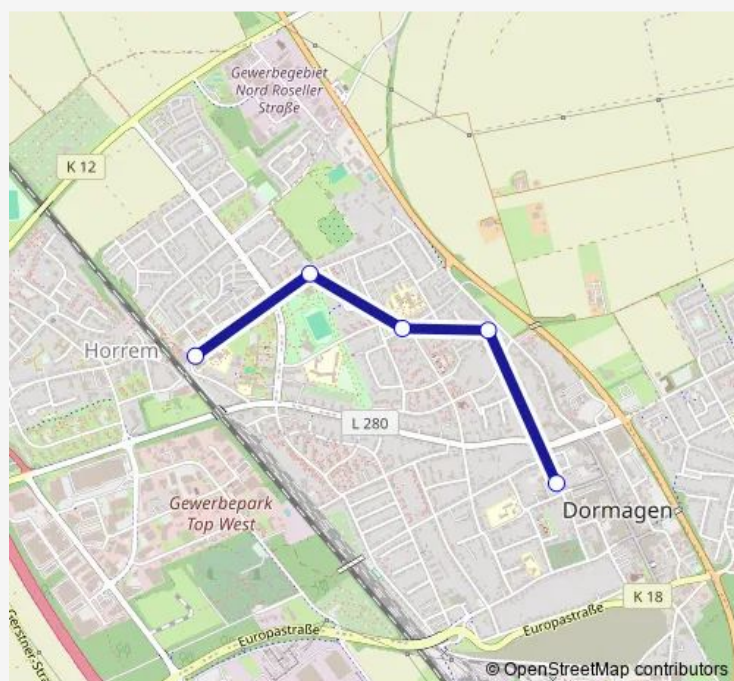 Gewerbegebiet
Nord Roseller
Straße
K 12
Horrem
L 280
Gewerbepark
Top West
Dormagen
K 18
Europastraße
Europastraße
© OpenStreetMap contributors